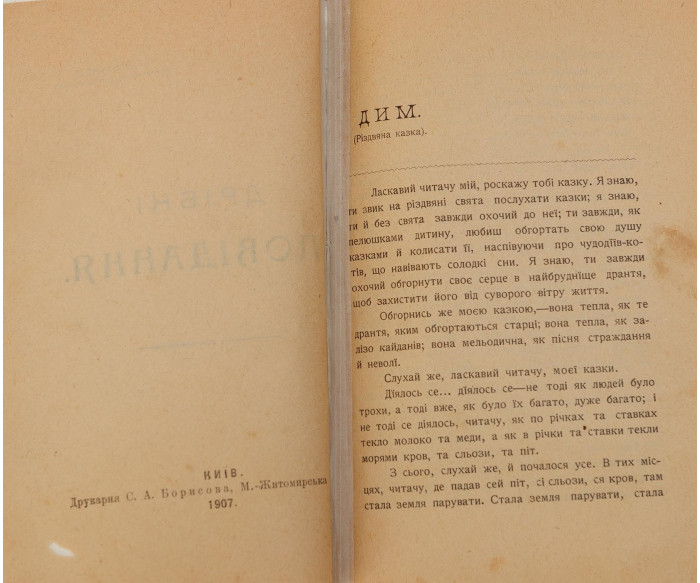 КИЇВ.
Друкарня С. А. Борисова, М.-Житомирська
1907.
ДИМ.
(Різдвяна казка).
Ласкавий читачу мій, роскажу тобі казку. Я знаю,
ти звик на різдвяні свята послухати казки; я знаю,
ти й без свята завжди охочий до неї; ти завжди, як
пелюшками дитину, любиш обгортать свою душу
казками й колисати її, наспівуючи про чудодіїв-ко-
тів, що навівають солодкі сни. Я знаю, ти завжди
охочий обгорнути своє серце в найбруднійще дрантя,
щоб захистити його від суворого вітру життя.
Обгорнись же моєю казкою,—вона тепла, як те
дрантя, яким обгортаються старці; вона тепла, як за-
лізо кайданів; вона мельодична, як пісня страждання
й неволї.
Слухай же, ласкавий читачу, моєї казки.
Дїялось се... дїялось се—не тоді як людей було
трохи, а тоді вже, як було їх багато, дуже багато; і
не тоді се діялось, читачу, як по річках та ставках
текло молоко та меди, а як в річки та ставки текли
морями кров, та сльози, та піт.
З сього, слухай же, й почалося усе. В тих міс-
цях, читачу, де падав сей піт, сі сльози, ся кров, там
стала земля парувати. Стала земля парувати, стала